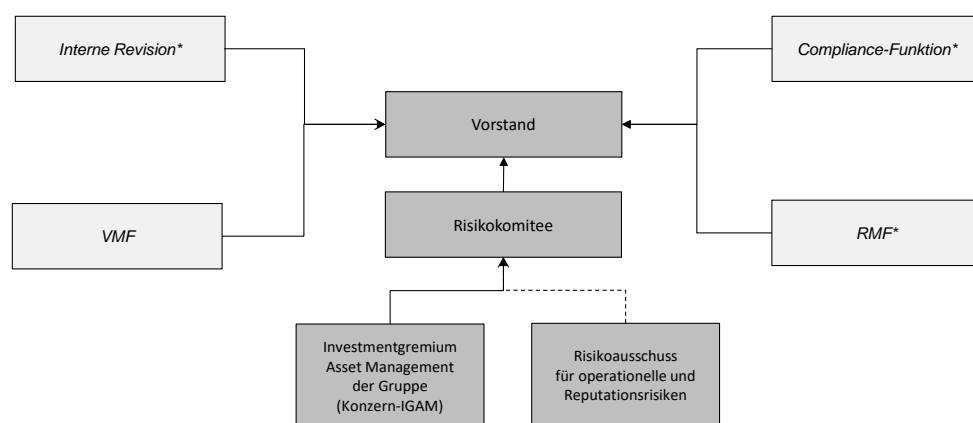 Interne Revision*
Compliance-Funktion*
Vorstand
VMF
Risikokomitee
RMF*
Investmentgremium
Asset Management
der Gruppe
(Konzern-IGAM)
Risikoausschuss
für operationelle und
Reputationsrisiken